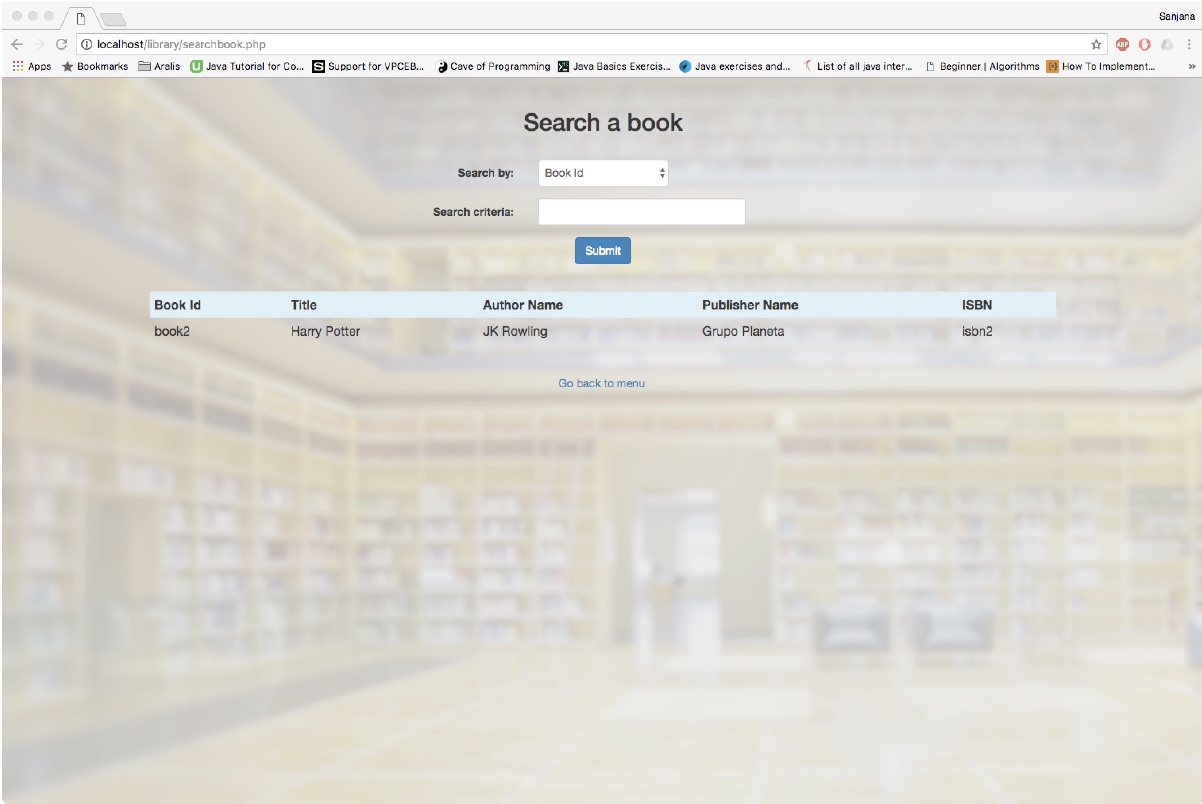 Sanjana
localhost/library/searchbook.php
ABP
Apps Bookmarks Aralis Java Tutorial for Co... Support for VPCEB... Cave of Programming Java Basics Exercis... Java exercises and... List of all java inter... Beginner | Algorithms How To Implement... »
Search a book
Search by: Book Id
Search criteria:
Submit
Book Id Title Author Name Publisher Name ISBN
book2 Harry Potter JK Rowling Grupo Planeta isbn2
Go back to menu